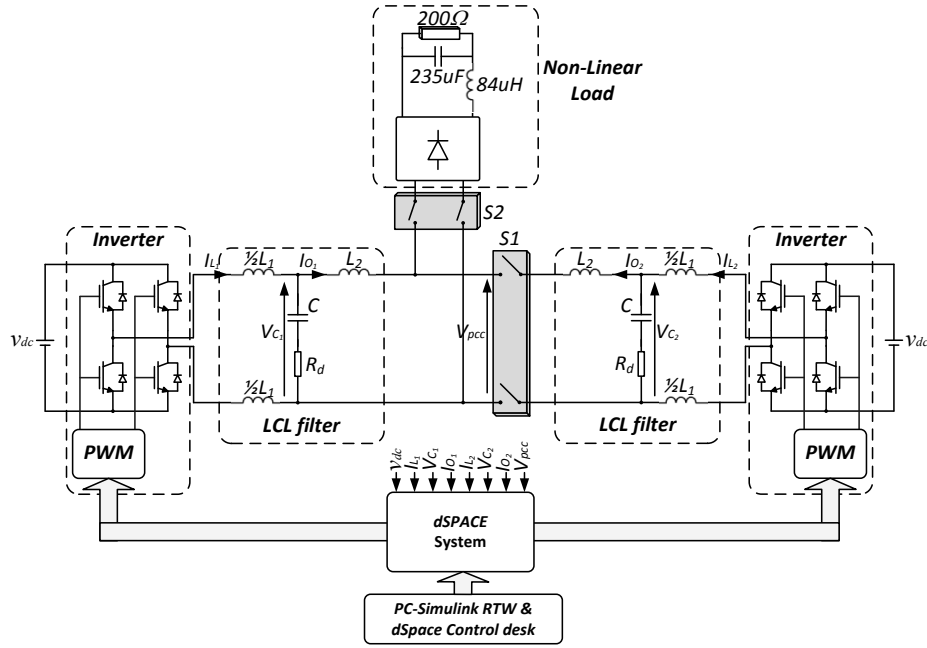 200Ω
235uF
84uH
Non-Linear
Load
S2
S1
Inverter
Inverter
I_L1
½L1
I_O1
L2
L2
I_O2
½L1
I_L2
C
C
V_C1
V_pcc
V_C2
v_dc
v_dc
R_d
R_d
½L1
½L1
LCL filter
LCL filter
PWM
PWM
v_dc
I_L1
V_C1
I_O1
I_L2
V_C2
I_O2
V_pcc
dSPACE
System
PC-Simulink RTW &
dSpace Control desk